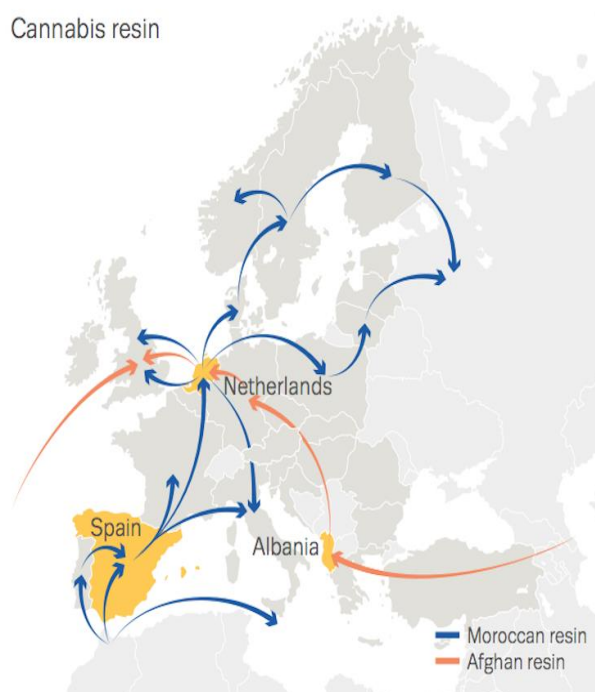 Cannabis resin
Netherlands
Spain
Albania
Moroccan resin
Afghan resin